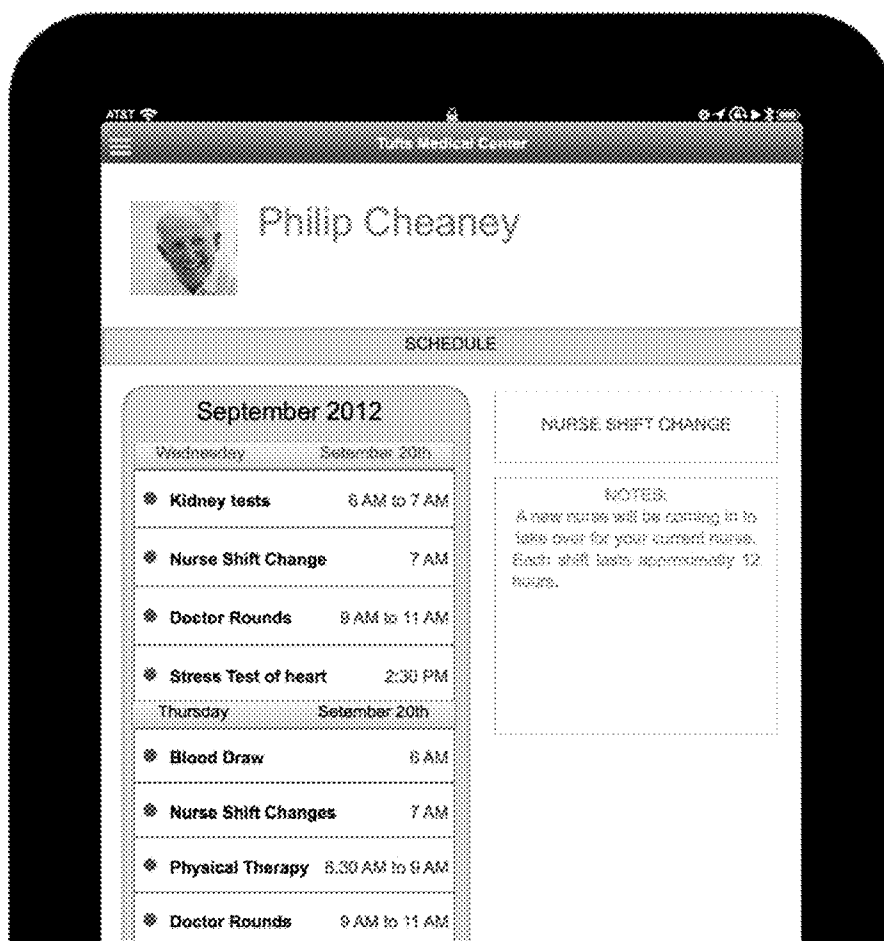 AT&T
Tufts Medical Center
Philip Cheaney
SCHEDULE
September 2012
Wednesday Setember 20th
Kidney tests 6 AM to 7 AM
Nurse Shift Change 7 AM
Doctor Rounds 9 AM to 11 AM
Stress Test of heart 2:30 PM
Thursday Setember 20th
Blood Draw 6 AM
Nurse Shift Changes 7 AM
Physical Therapy 8.30 AM to 9 AM
Doctor Rounds 9 AM to 11 AM
NURSE SHIFT CHANGE
NOTES:
A new nurse will be coming in to
take over for your current nurse.
Each shift lasts approximatly 12
hours.